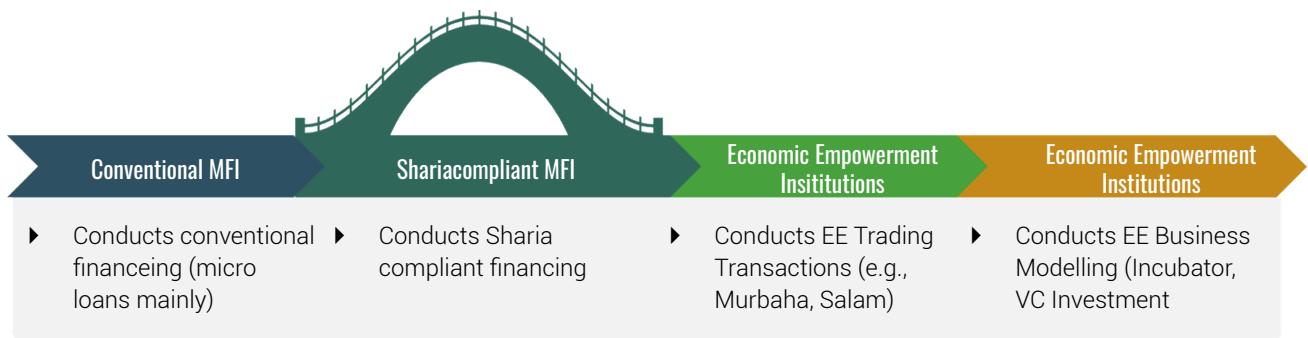 Conventional MFI
Shariacompliant MFI
Economic Empowerment
Insititutions
Economic Empowerment
Institutions
Conducts conventional
financeing (micro
loans mainly)
Conducts Sharia
compliant financing
Conducts EE Trading
Transactions (e.g.,
Murbaha, Salam)
Conducts EE Business
Modelling (Incubator,
VC Investment